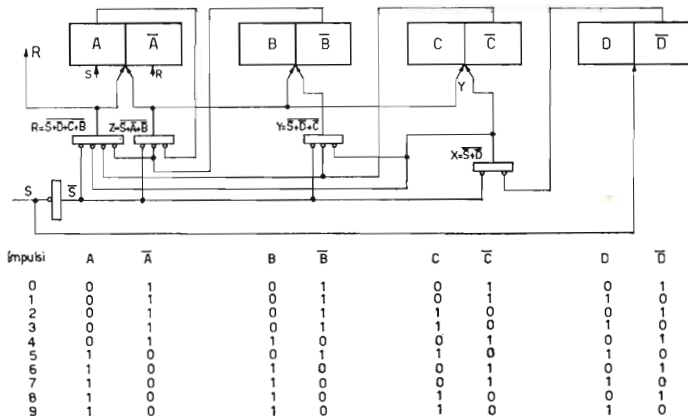 A A̅ B B̅ C C̅ D D̅
R
S R Y
R=S̅+D+C+B̅ Z=S̅+A̅+B̅ Y=S̅+D̅+C̅
X=S̅+D̅
S S̅
Impulsi A A̅ B B̅ C C̅ D D̅
0 0 1 0 1 0 1 0 1
1 0 1 0 1 0 1 1 0
2 0 1 0 1 1 0 0 1
3 0 1 0 1 1 0 1 0
4 0 1 1 0 0 1 0 1
5 1 0 0 1 1 0 1 0
6 1 0 1 0 0 1 0 1
7 1 0 1 0 0 1 1 0
8 1 0 1 0 1 0 0 1
9 1 0 1 0 1 0 1 0